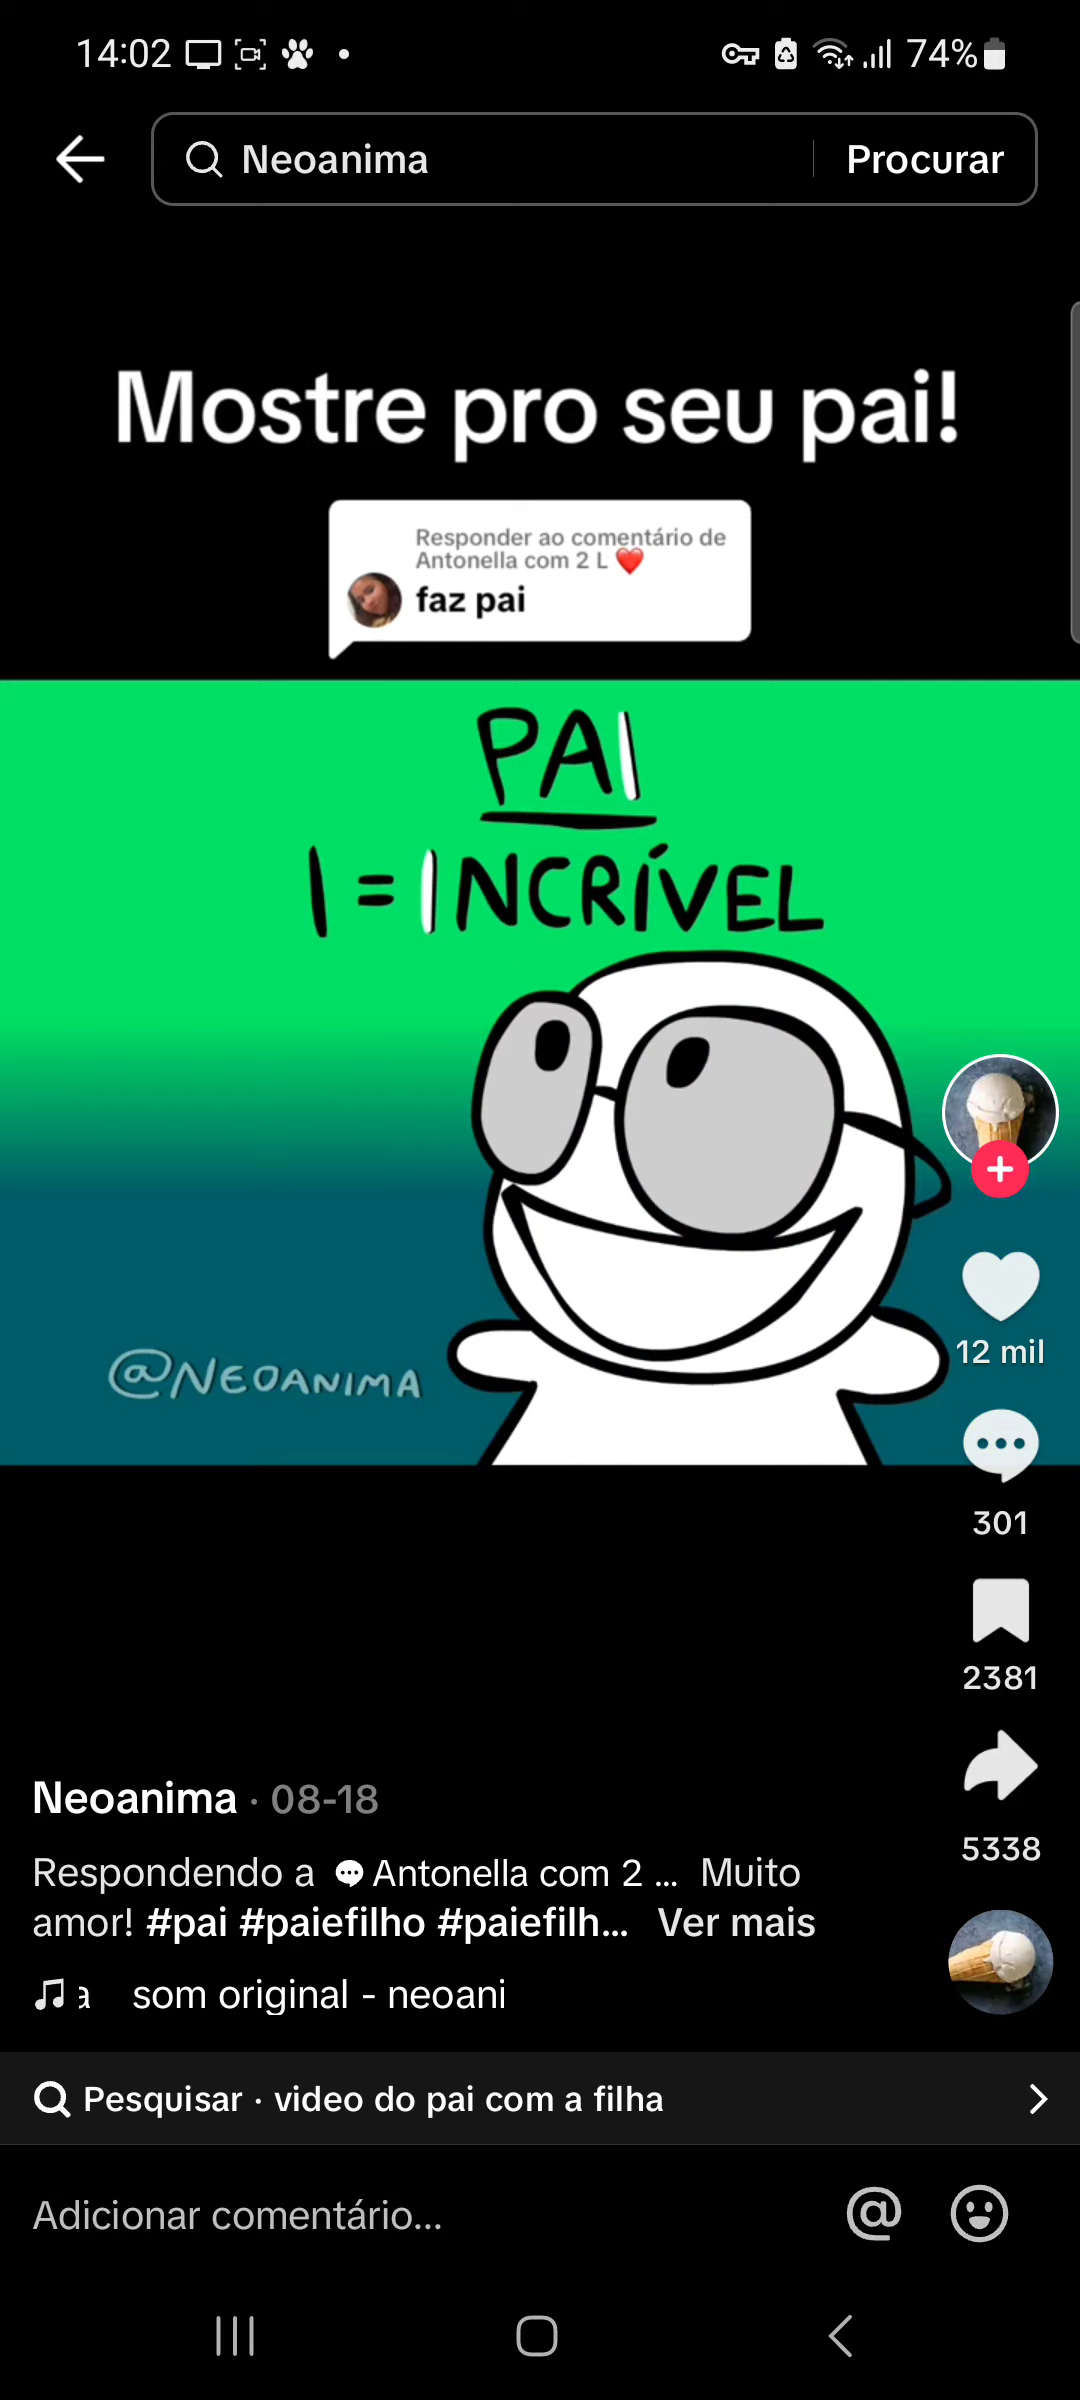 14:02
74%
Neoanima
Procurar
Mostre pro seu pai!
Responder ao comentário de
Antonella com 2 L ❤️
faz pai
PAI
I = INCRÍVEL
@NEOANIMA
12 mil
301
2381
5338
Neoanima · 08-18
Respondendo a Antonella com 2 ... Muito
amor! #pai #paiefilho #paiefilh... Ver mais
a som original - neoani
Pesquisar · video do pai com a filha
Adicionar comentário...